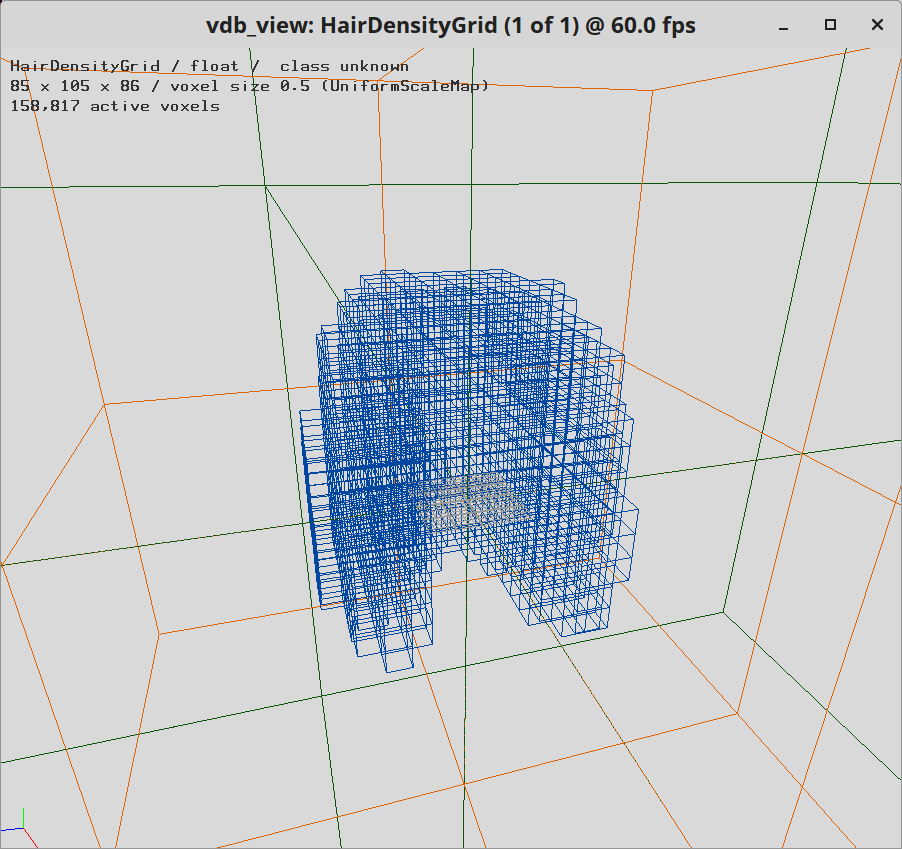 vdb_view: HairDensityGrid (1 of 1) @ 60.0 fps
HairDensityGrid / float /  class unknown
85 x 105 x 86 / voxel size 0.5 (UniformScaleMap)
158,817 active voxels